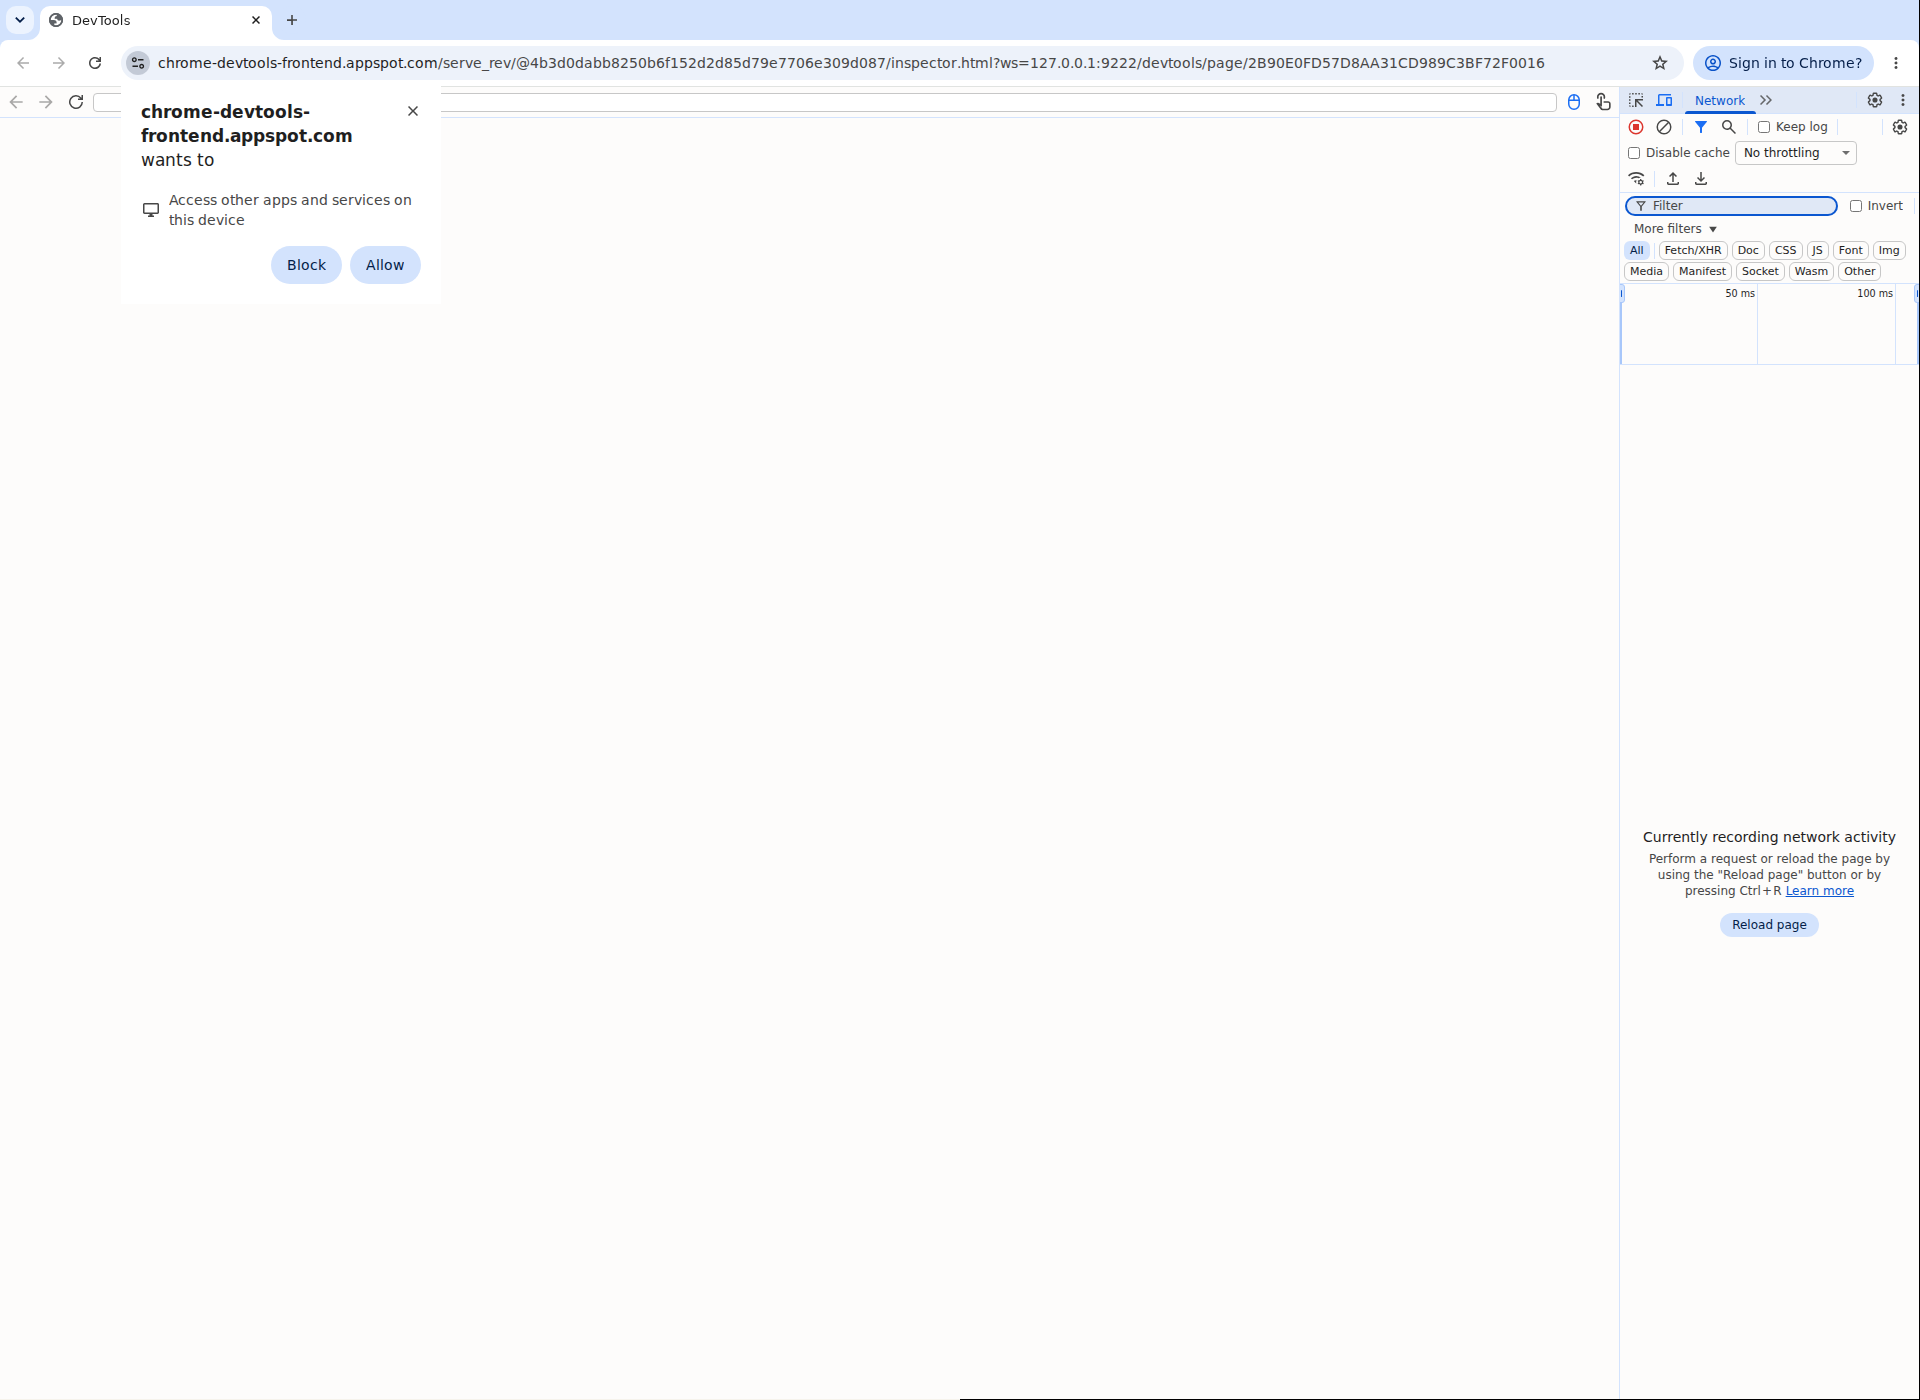 DevTools
chrome-devtools-frontend.appspot.com/serve_rev/@4b3d0dabb8250b6f152d2d85d79e7706e309d087/inspector.html?ws=127.0.0.1:9222/devtools/page/2B90E0FD57D8AA31CD989C3BF72F0016
Sign in to Chrome?
chrome-devtools-
frontend.appspot.com
wants to
Access other apps and services on
this device
Block Allow
Network
Keep log
Disable cache No throttling
Filter Invert
More filters
All Fetch/XHR Doc CSS JS Font Img
Media Manifest Socket Wasm Other
50 ms 100 ms
Currently recording network activity
Perform a request or reload the page by
using the "Reload page" button or by
pressing Ctrl+R Learn more
Reload page